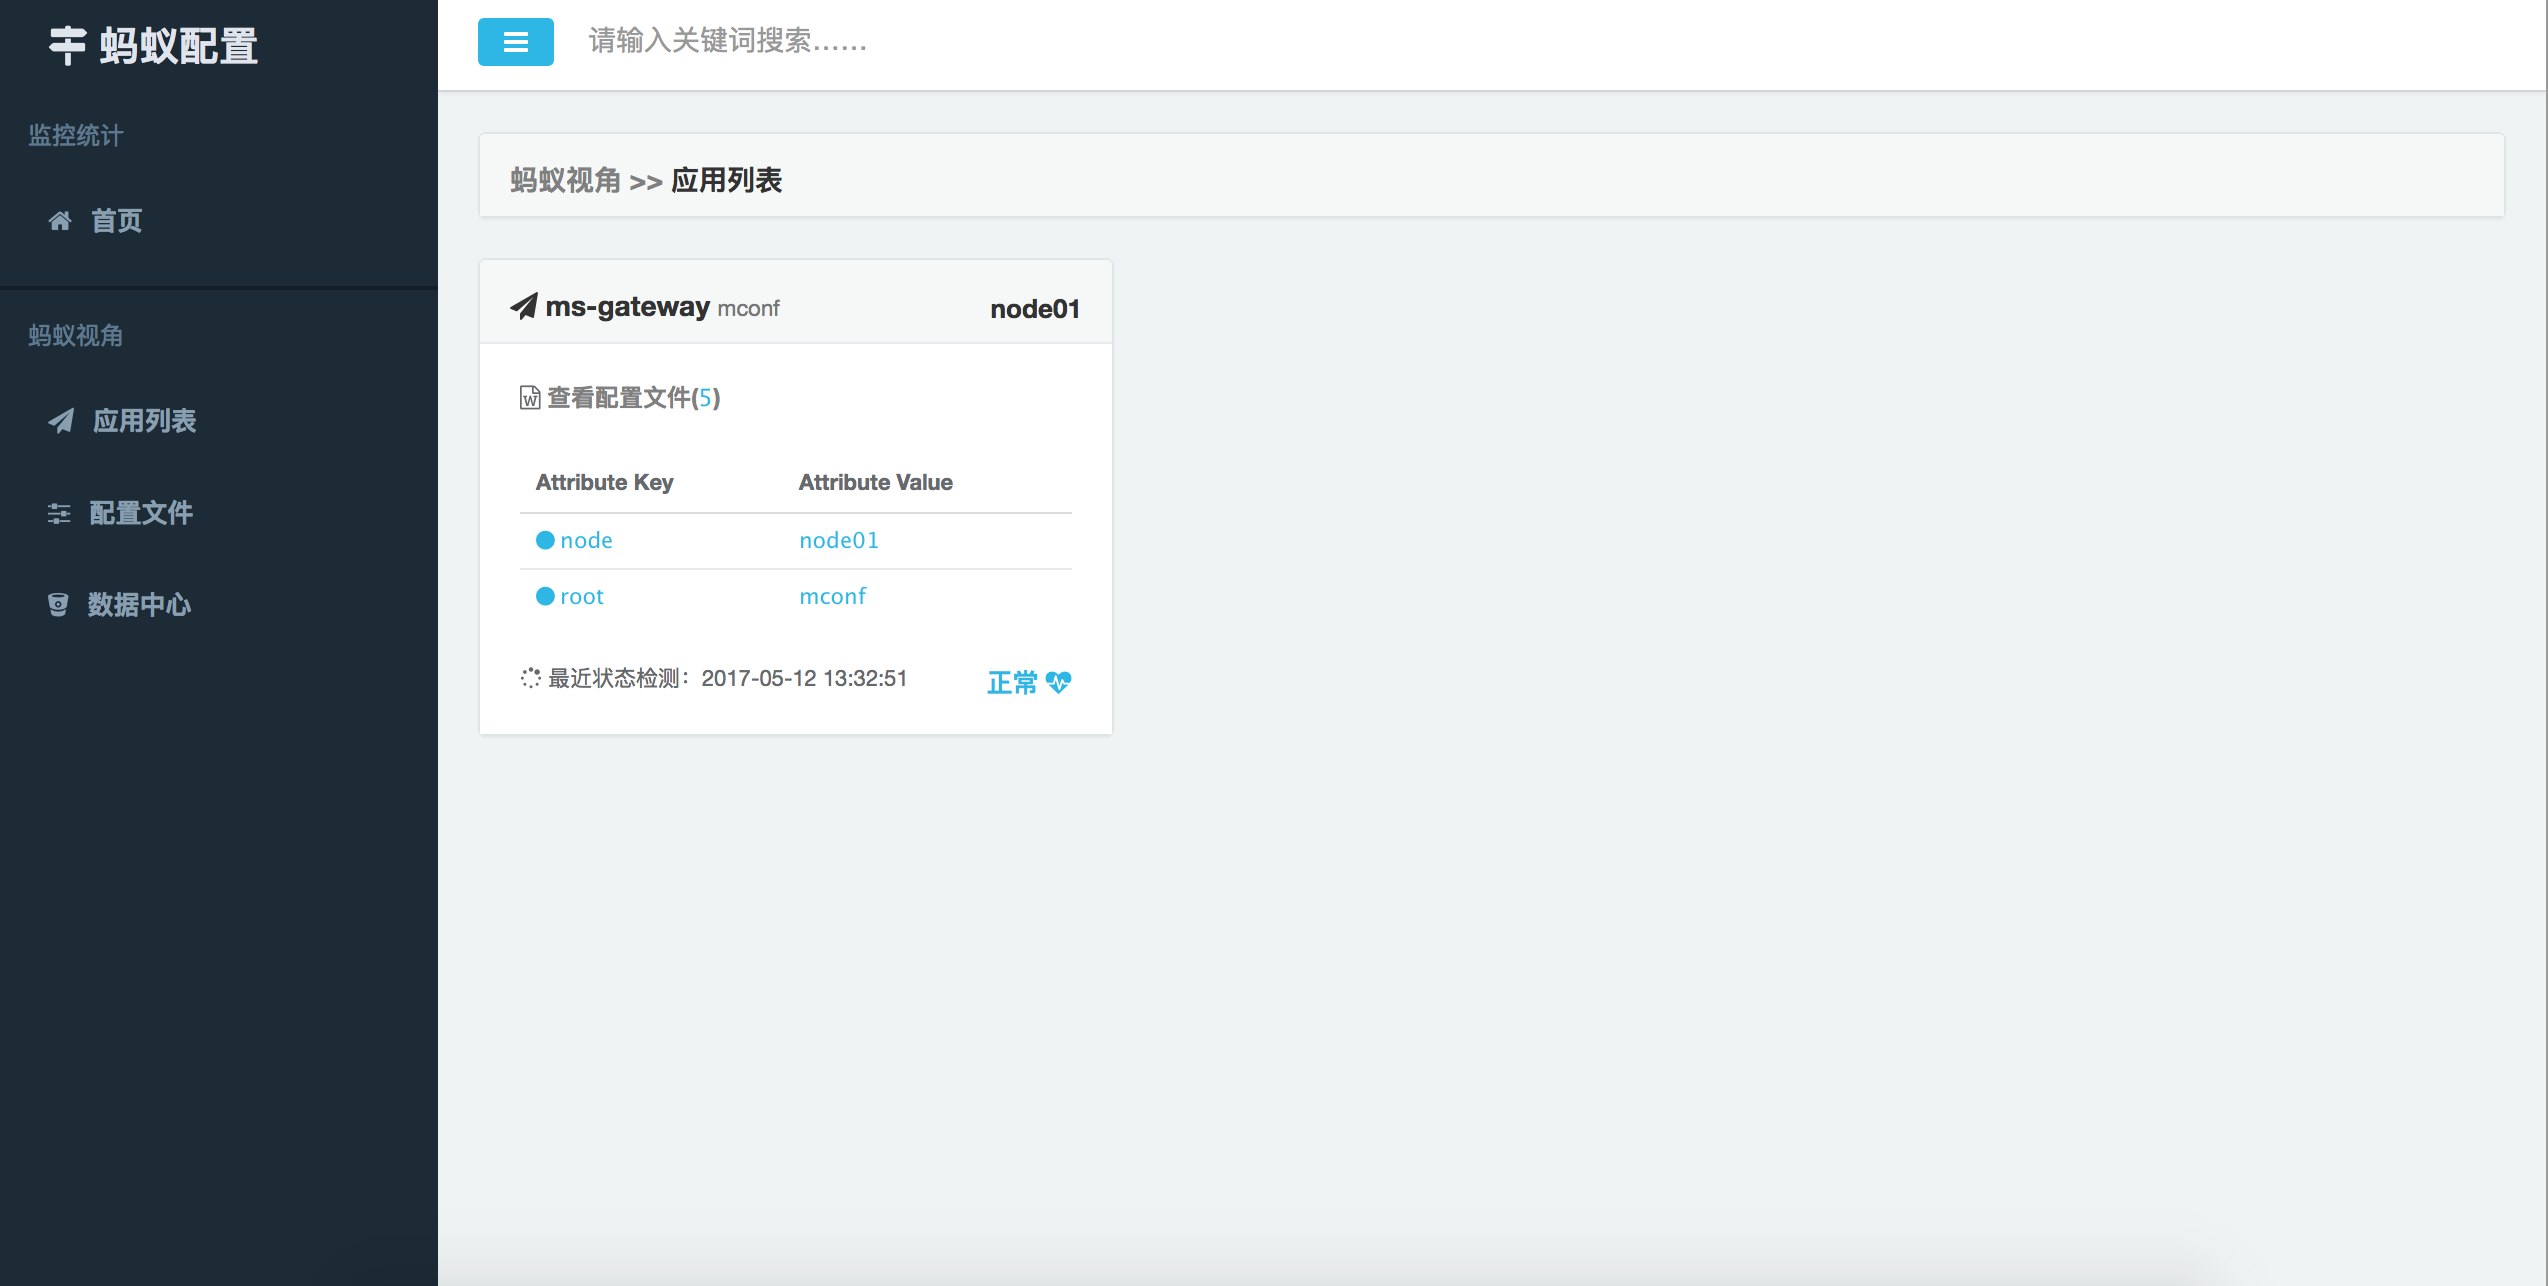 蚂蚁配置
监控统计
首页
蚂蚁视角
应用列表
配置文件
数据中心
请输入关键词搜索......
蚂蚁视角 >> 应用列表
ms-gateway mconf node01
查看配置文件(5)
Attribute Key Attribute Value
node node01
root mconf
最近状态检测：2017-05-12 13:32:51 正常